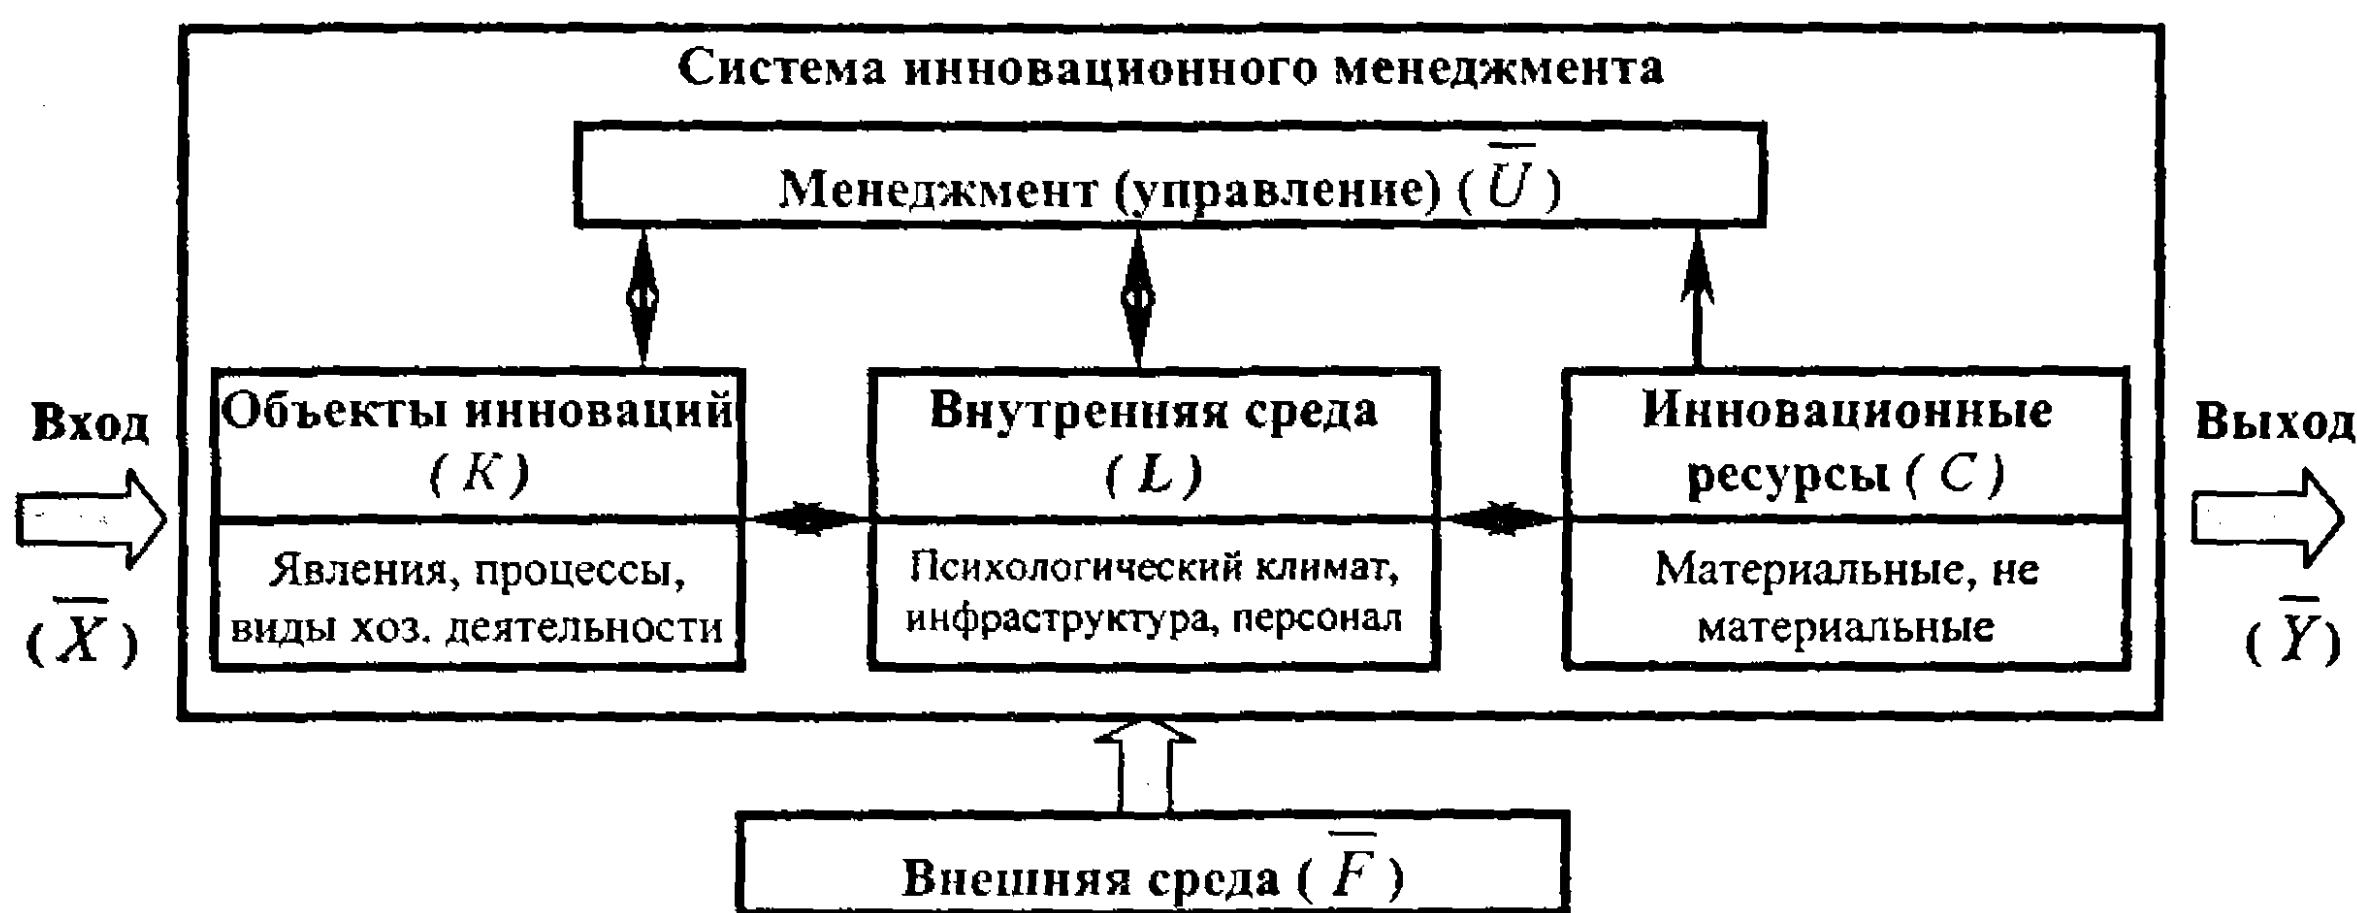 Система инновационного менеджмента
Менеджмент (управление) ( U̅ )
Вход
( X̅ )
Объекты инноваций
( K )
Явления, процессы,
виды хоз. деятельности
Внутренняя среда
( L )
Психологический климат,
инфраструктура, персонал
Инновационные
ресурсы ( C )
Материальные, не
материальные
Выход
( Y̅ )
Внешняя среда ( F̅ )